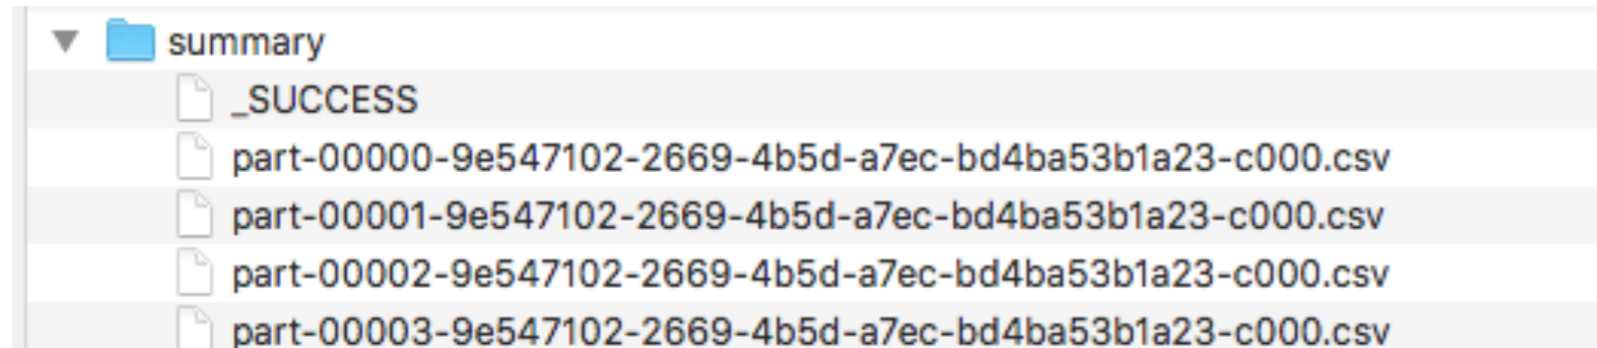 summary
_SUCCESS
part-00000-9e547102-2669-4b5d-a7ec-bd4ba53b1a23-c000.csv
part-00001-9e547102-2669-4b5d-a7ec-bd4ba53b1a23-c000.csv
part-00002-9e547102-2669-4b5d-a7ec-bd4ba53b1a23-c000.csv
part-00003-9e547102-2669-4b5d-a7ec-bd4ba53b1a23-c000.csv